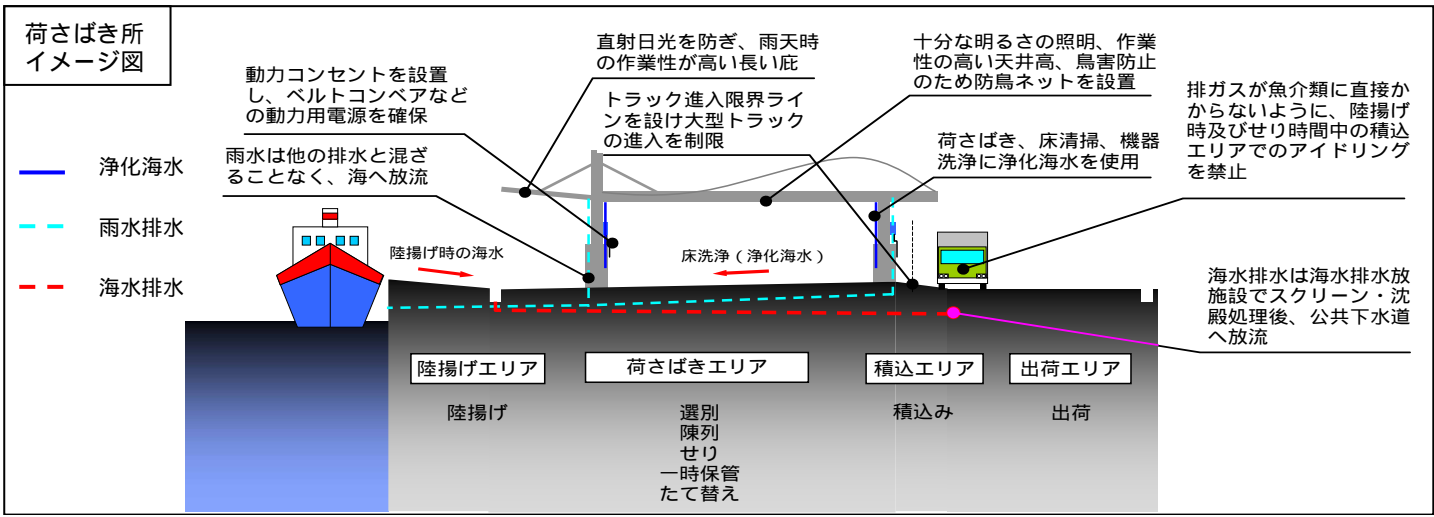 荷さばき所
イメージ図
直射日光を防ぎ、雨天時
の作業性が高い長い庇
十分な明るさの照明、作業
性の高い天井高、鳥害防止
のため防鳥ネットを設置
動力コンセントを設置
し、ベルトコンベアなど
の動力用電源を確保
トラック進入限界ライ
ンを設け大型トラック
の進入を制限
排ガスが魚介類に直接か
からないように、陸揚げ
時及びせり時間中の積込
エリアでのアイドリング
を禁止
荷さばき、床清掃、機器
洗浄に浄化海水を使用
雨水は他の排水と混ざ
ることなく、海へ放流
浄化海水
雨水排水
海水排水
陸揚げ時の海水
床洗浄（浄化海水）
海水排水は海水排水放
施設でスクリーン・沈
殿処理後、公共下水道
へ放流
陸揚げエリア
荷さばきエリア
積込エリア
出荷エリア
陸揚げ
選別
陳列
せり
一時保管
たて替え
積込み
出荷